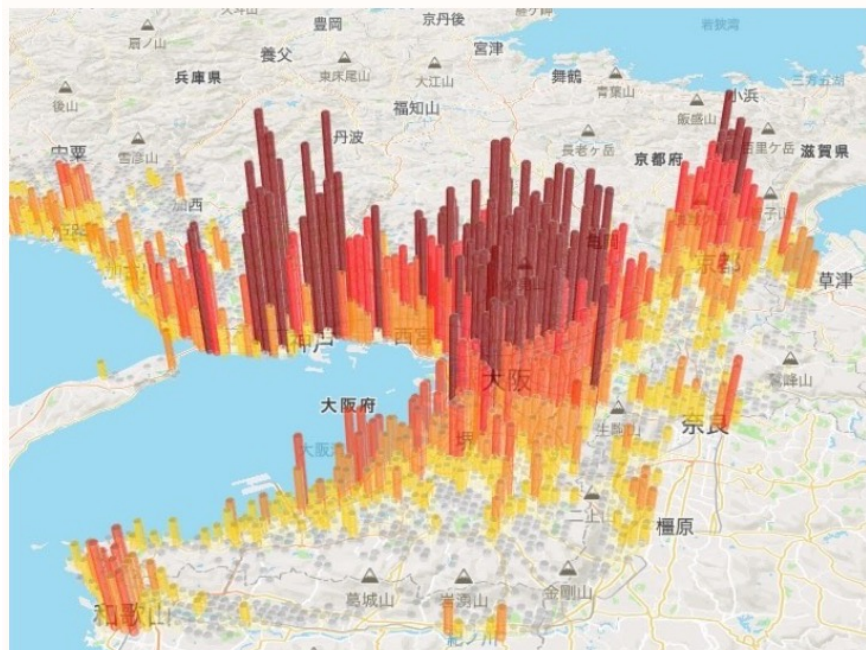 京丹後
豊岡
若狭湾
扇ノ山
養父
宮津
兵庫県
東床尾山
大江山
舞鶴
青葉山
三方五湖
後山
福知山
飯盛山
小浜
丹波
長老ヶ岳
京都府
百里ヶ岳
滋賀県
宍粟
雪彦山
加西
京都
草津
神戸
西宮
大阪
鷲峰山
大阪府
奈良
堺
生駒山
二上山
橿原
葛城山
岩湧山
金剛山
和歌山
紀ノ川